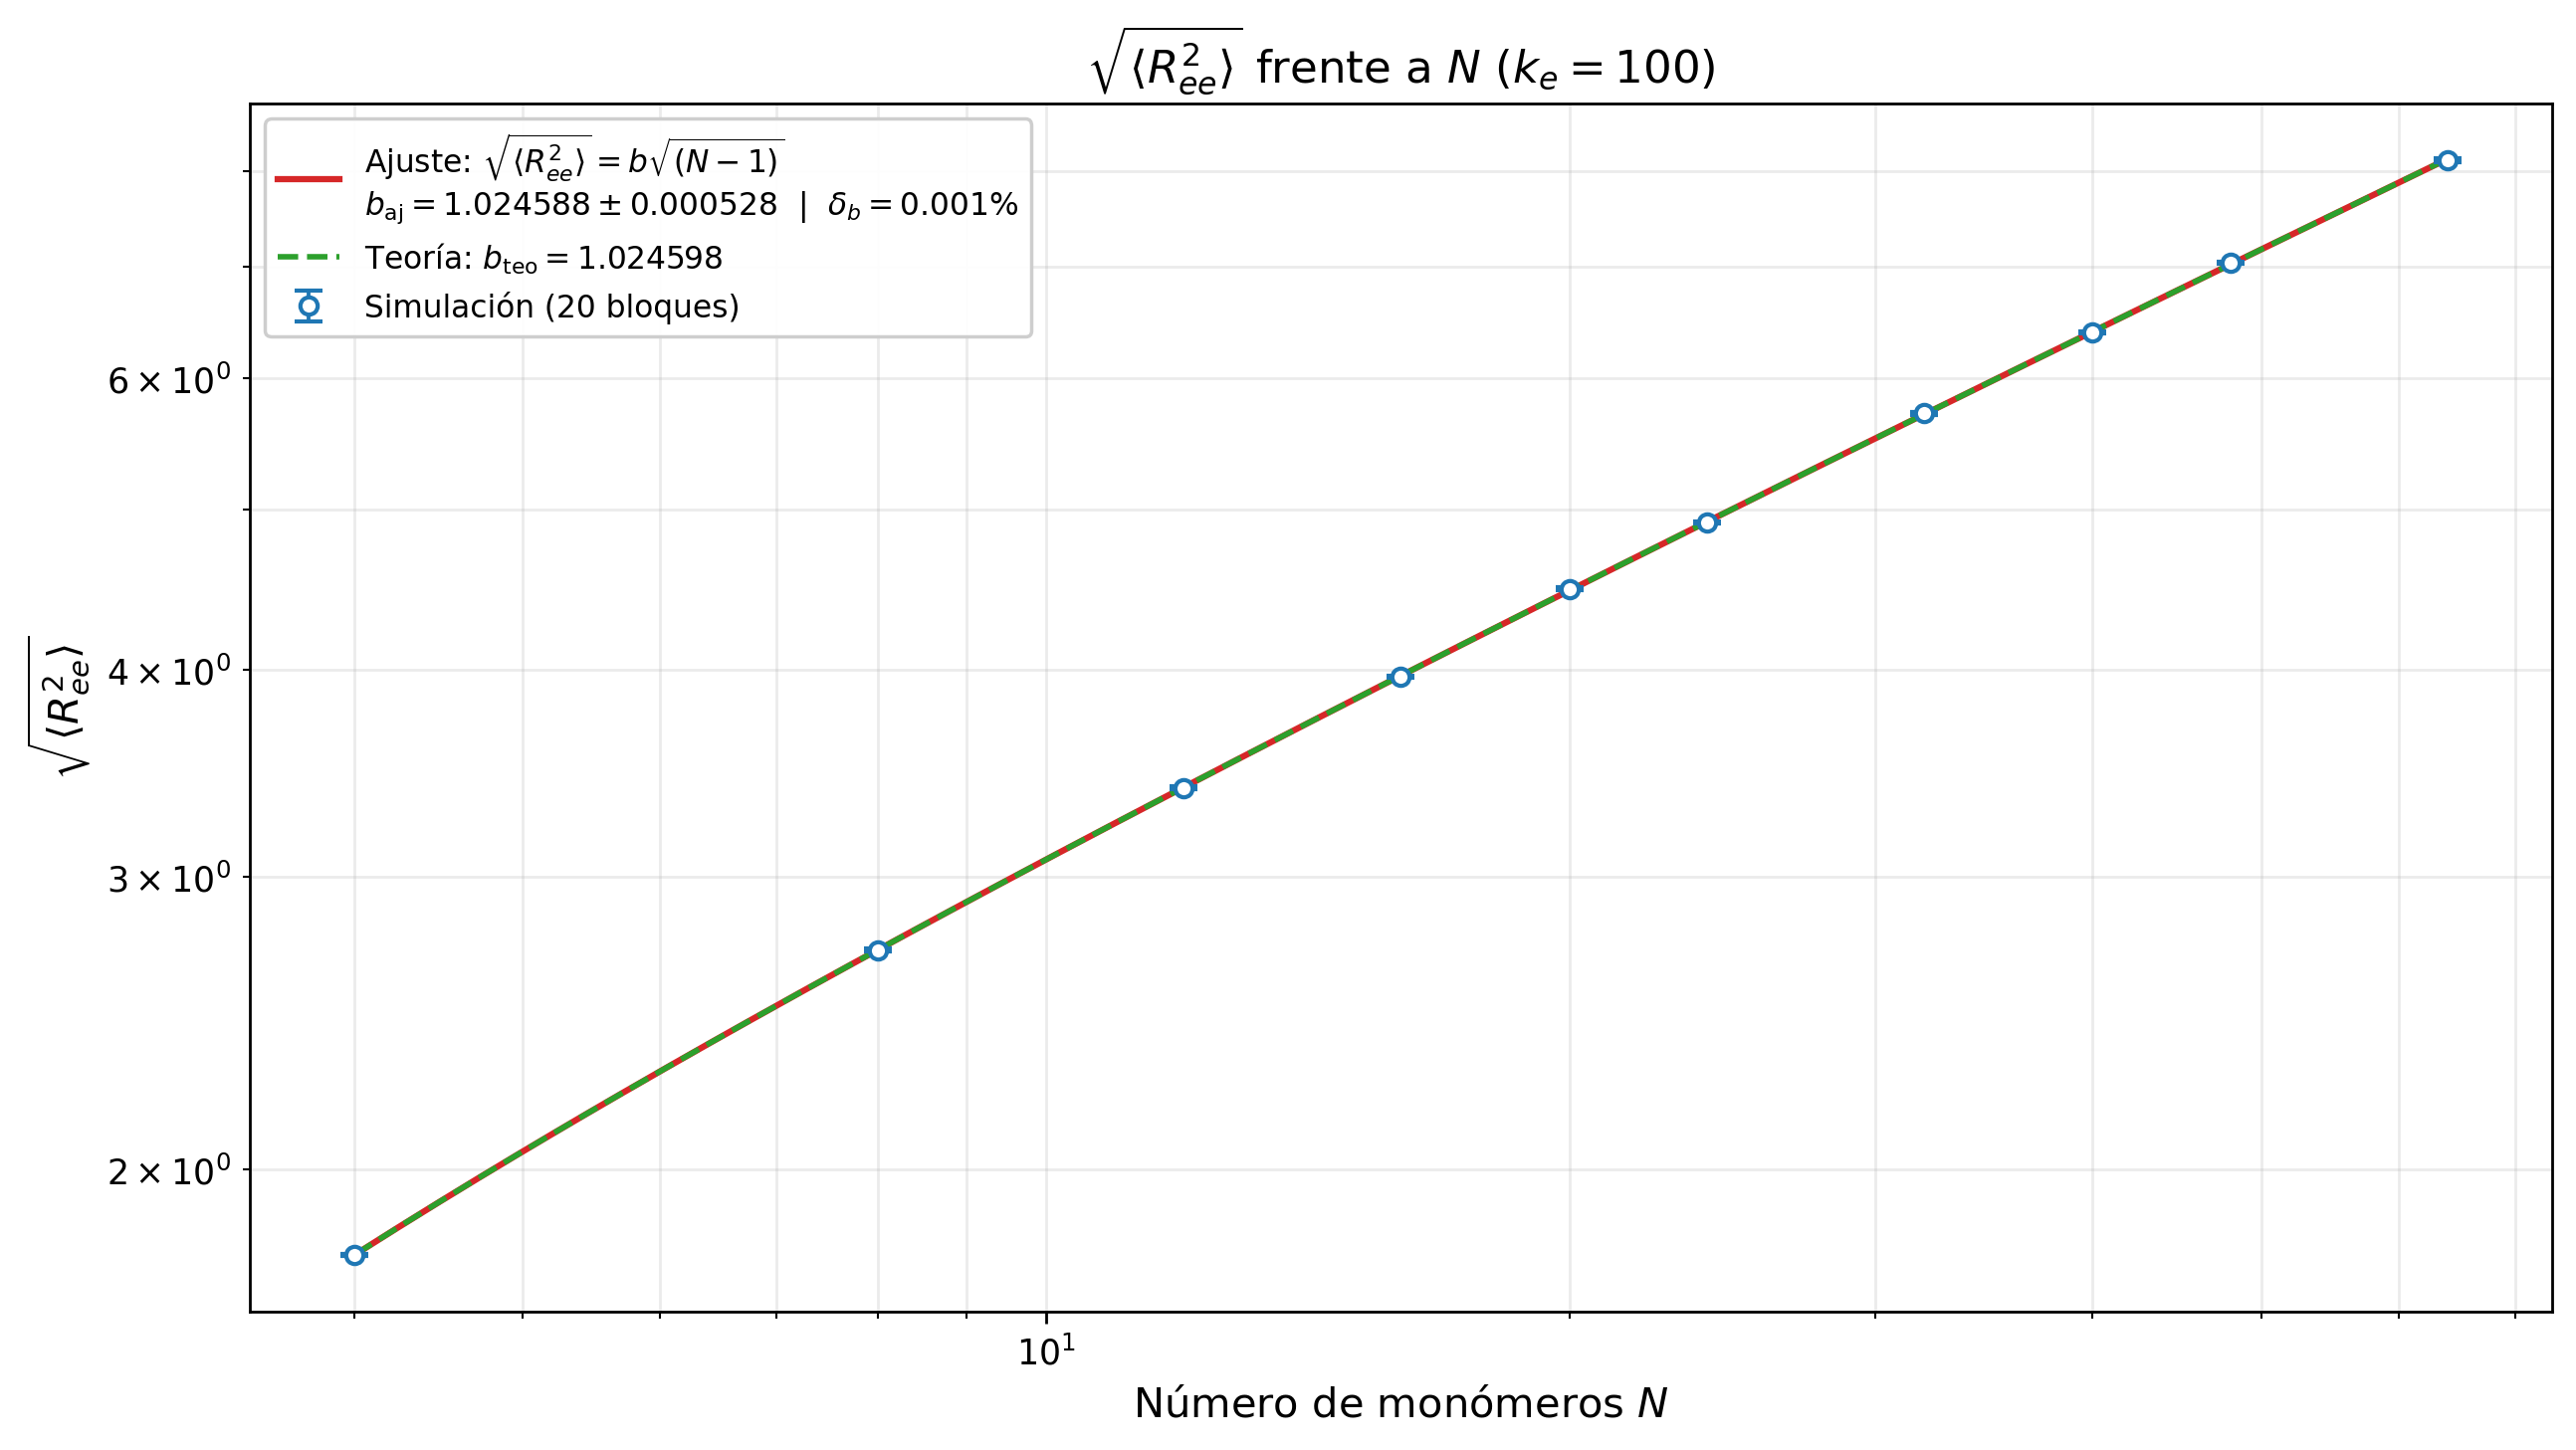 √⟨R²ₑₑ⟩ frente a N (kₑ = 100)
Ajuste: √⟨R²ₑₑ⟩ = b√(N − 1)
b_aj = 1.024588 ± 0.000528 | δ_b = 0.001%
Teoría: b_teo = 1.024598
Simulación (20 bloques)
√⟨R²ₑₑ⟩
6 × 10⁰
4 × 10⁰
3 × 10⁰
2 × 10⁰
10¹
Número de monómeros N